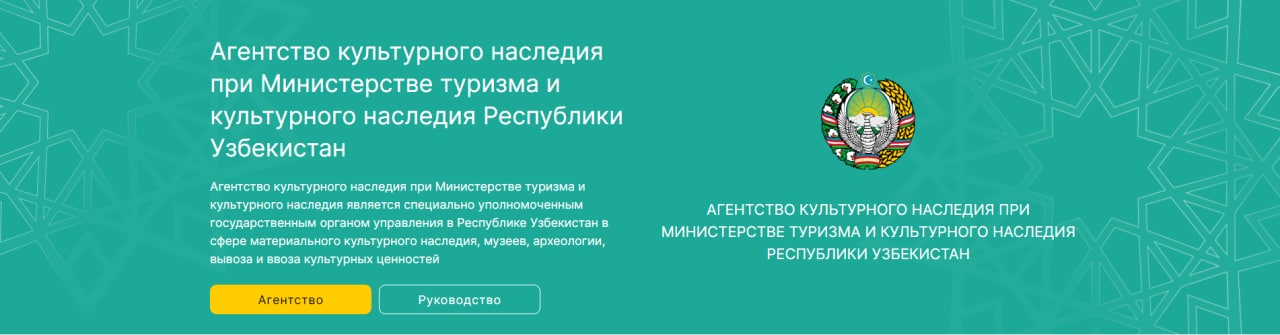 Агентство культурного наследия
при Министерстве туризма и
культурного наследия Республики
Узбекистан
Агентство культурного наследия при Министерстве туризма и
культурного наследия является специально уполномоченным
государственным органом управления в Республике Узбекистан в
сфере материального культурного наследия, музеев, археологии,
вывоза и ввоза культурных ценностей
Агентство
Руководство
АГЕНТСТВО КУЛЬТУРНОГО НАСЛЕДИЯ ПРИ
МИНИСТЕРСТВЕ ТУРИЗМА И КУЛЬТУРНОГО НАСЛЕДИЯ
РЕСПУБЛИКИ УЗБЕКИСТАН